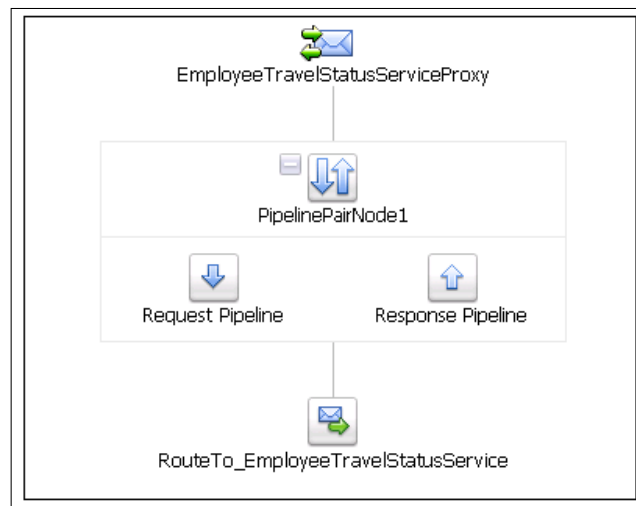 EmployeeTravelStatusServiceProxy
PipelinePairNode1
Request Pipeline
Response Pipeline
RouteTo_EmployeeTravelStatusService